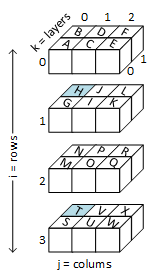 0 1 2
k = layers
B D F
A C E
0
0 1
H J L
G I K
1
i = rows
N P R
M O Q
2
T V X
S U W
3
j = colums